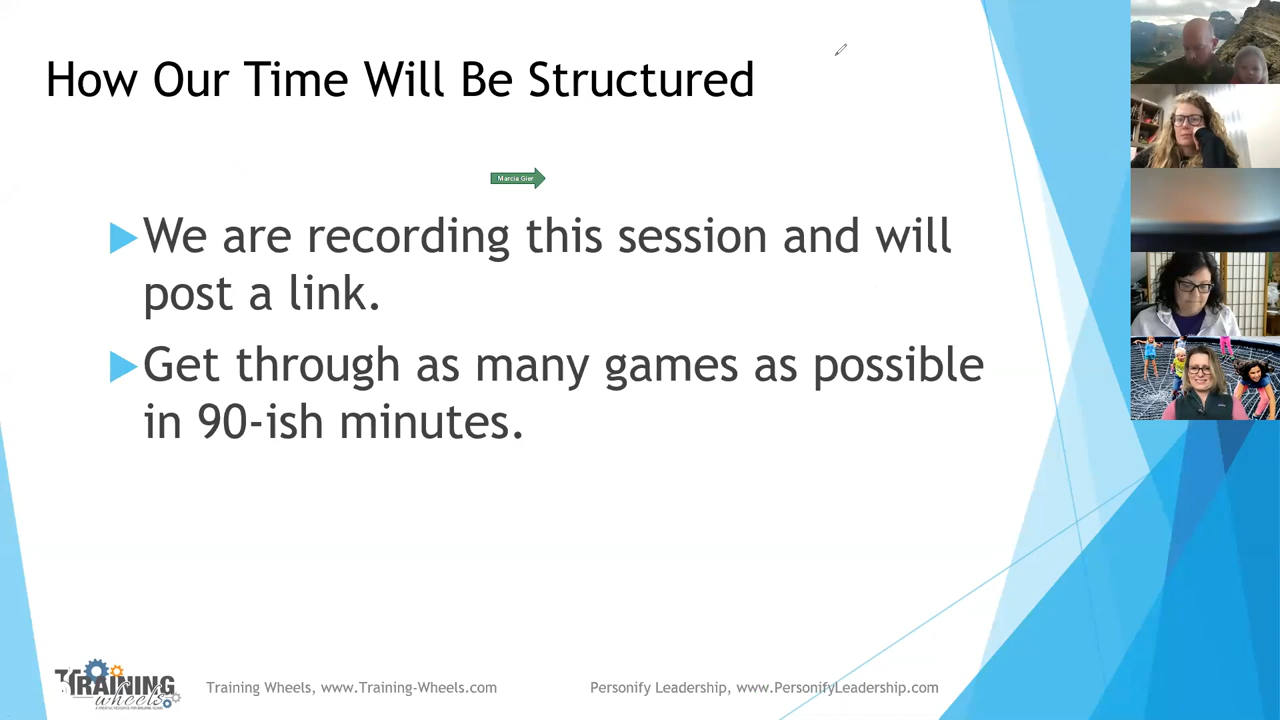 How Our Time Will Be Structured
Marcia Gier
We are recording this session and will
post a link.
Get through as many games as possible
in 90-ish minutes.
TRAINING
wheels
Training Wheels, www.Training-Wheels.com
Personify Leadership, www.PersonifyLeadership.com